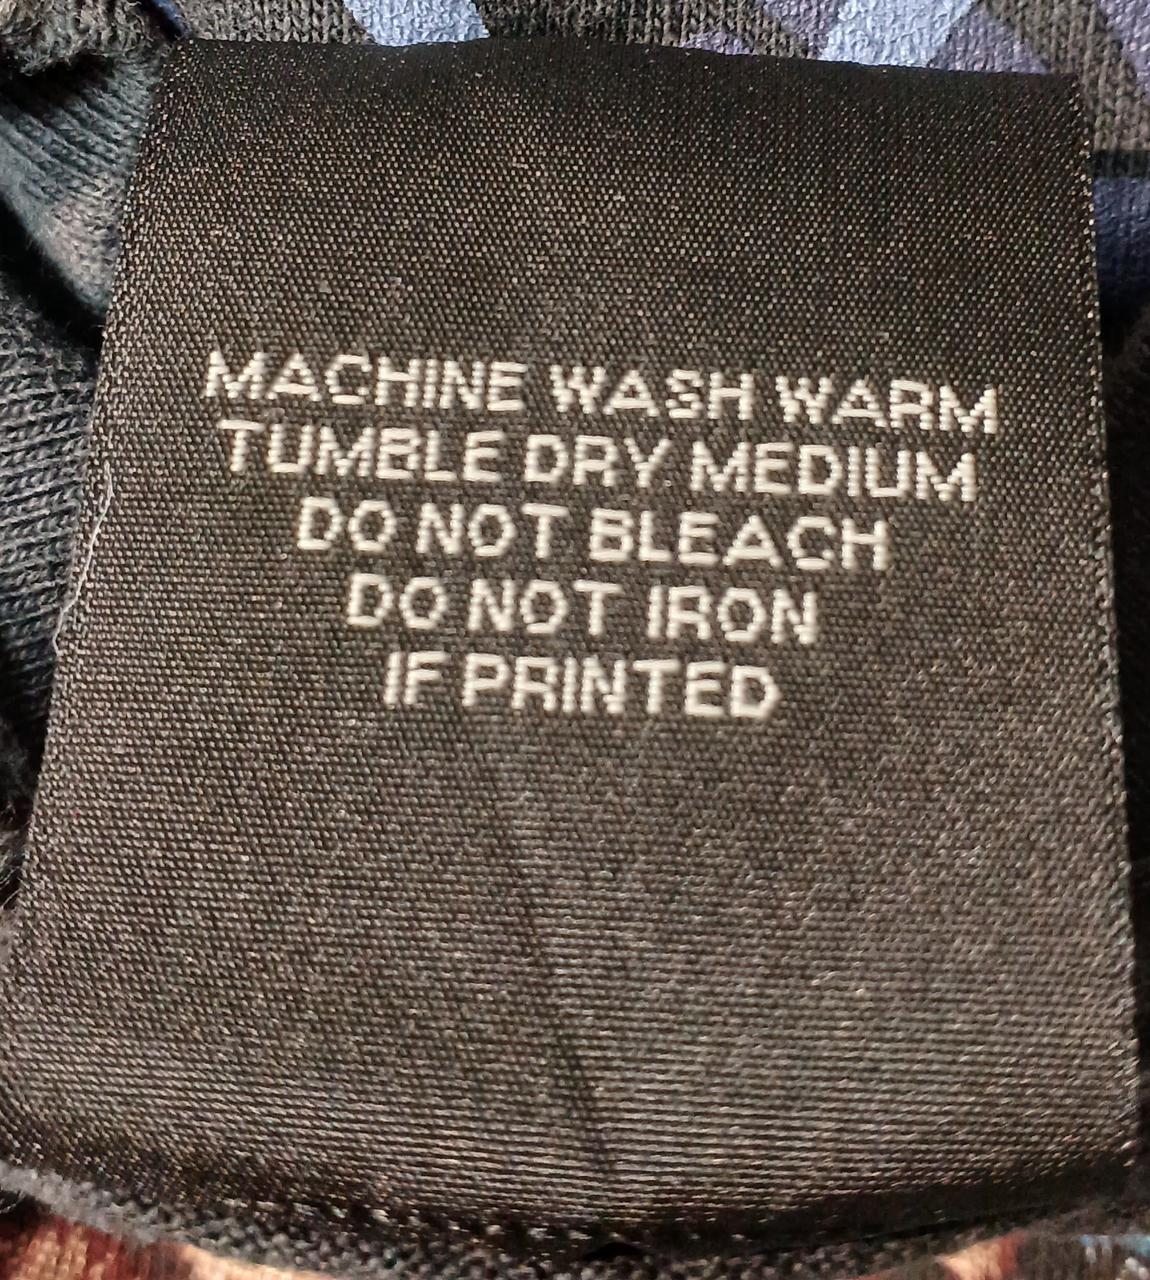 MACHINE WASH WARM
TUMBLE DRY MEDIUM
DO NOT BLEACH
DO NOT IRON
IF PRINTED